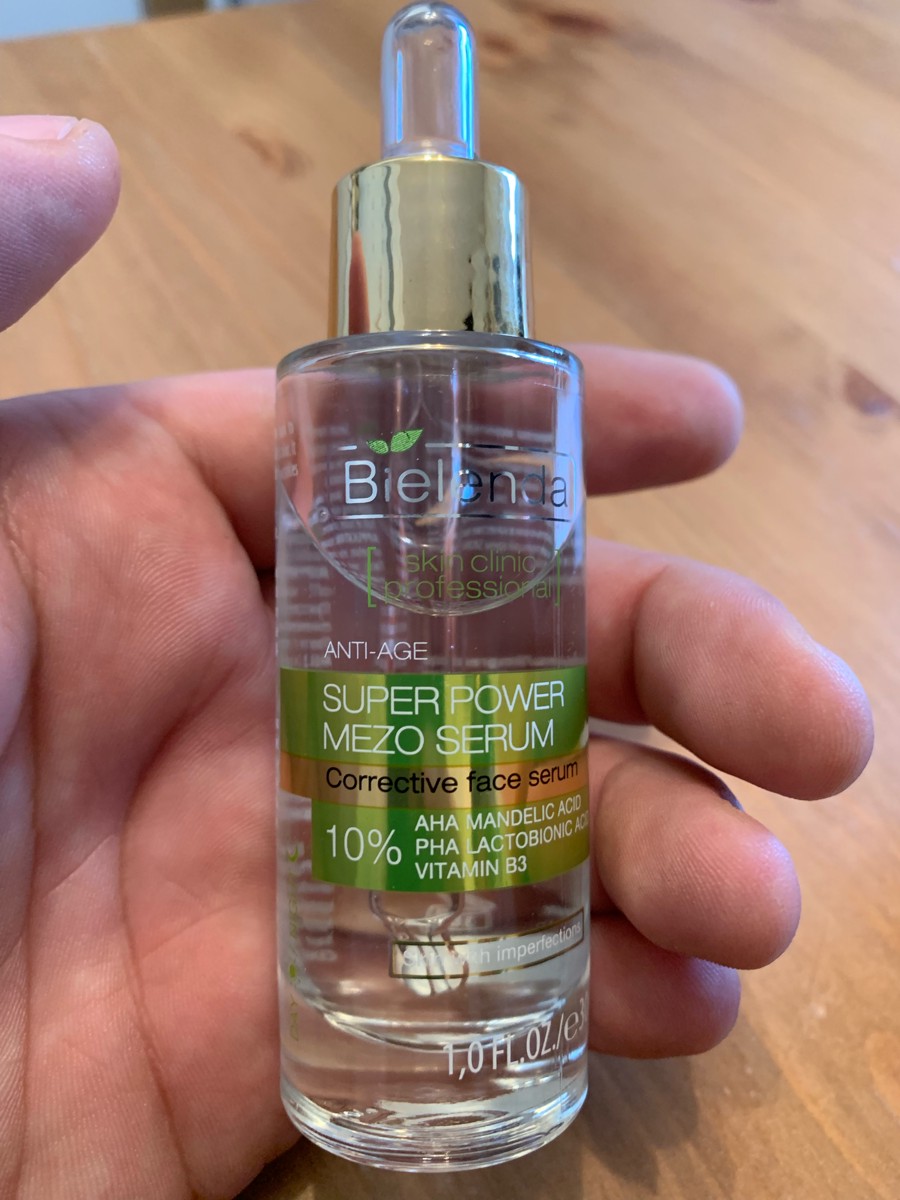 Bielenda
[skin clinic
professional]
ANTI-AGE
SUPER POWER
MEZO SERUM
Corrective face serum
10%
AHA MANDELIC ACID
PHA LACTOBIONIC
VITAMIN B3
imperfections
1,0 FL.OZ./℮